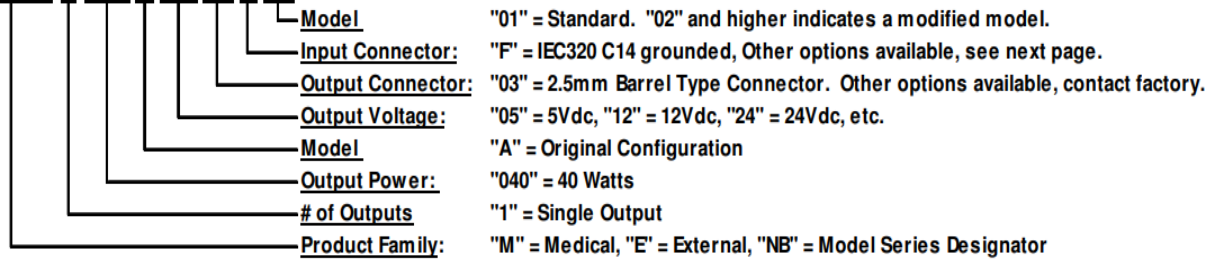 Model "01" = Standard. "02" and higher indicates a modified model.
Input Connector: "F" = IEC320 C14 grounded, Other options available, see next page.
Output Connector: "03" = 2.5mm Barrel Type Connector. Other options available, contact factory.
Output Voltage: "05" = 5Vdc, "12" = 12Vdc, "24" = 24Vdc, etc.
Model "A" = Original Configuration
Output Power: "040" = 40 Watts
# of Outputs "1" = Single Output
Product Family: "M" = Medical, "E" = External, "NB" = Model Series Designator